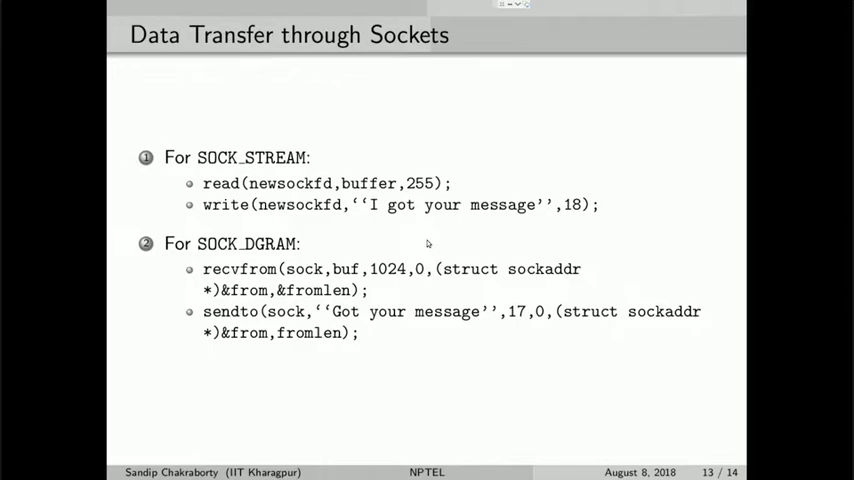 Data Transfer through Sockets
1 For SOCK_STREAM:
read(newsockfd,buffer,255);
write(newsockfd,‘‘I got your message’’,18);
2 For SOCK_DGRAM:
recvfrom(sock,buf,1024,0,(struct sockaddr
*)&from,&fromlen);
sendto(sock,‘‘Got your message’’,17,0,(struct sockaddr
*)&from,fromlen);
Sandip Chakraborty (IIT Kharagpur) NPTEL August 8, 2018 13 / 14